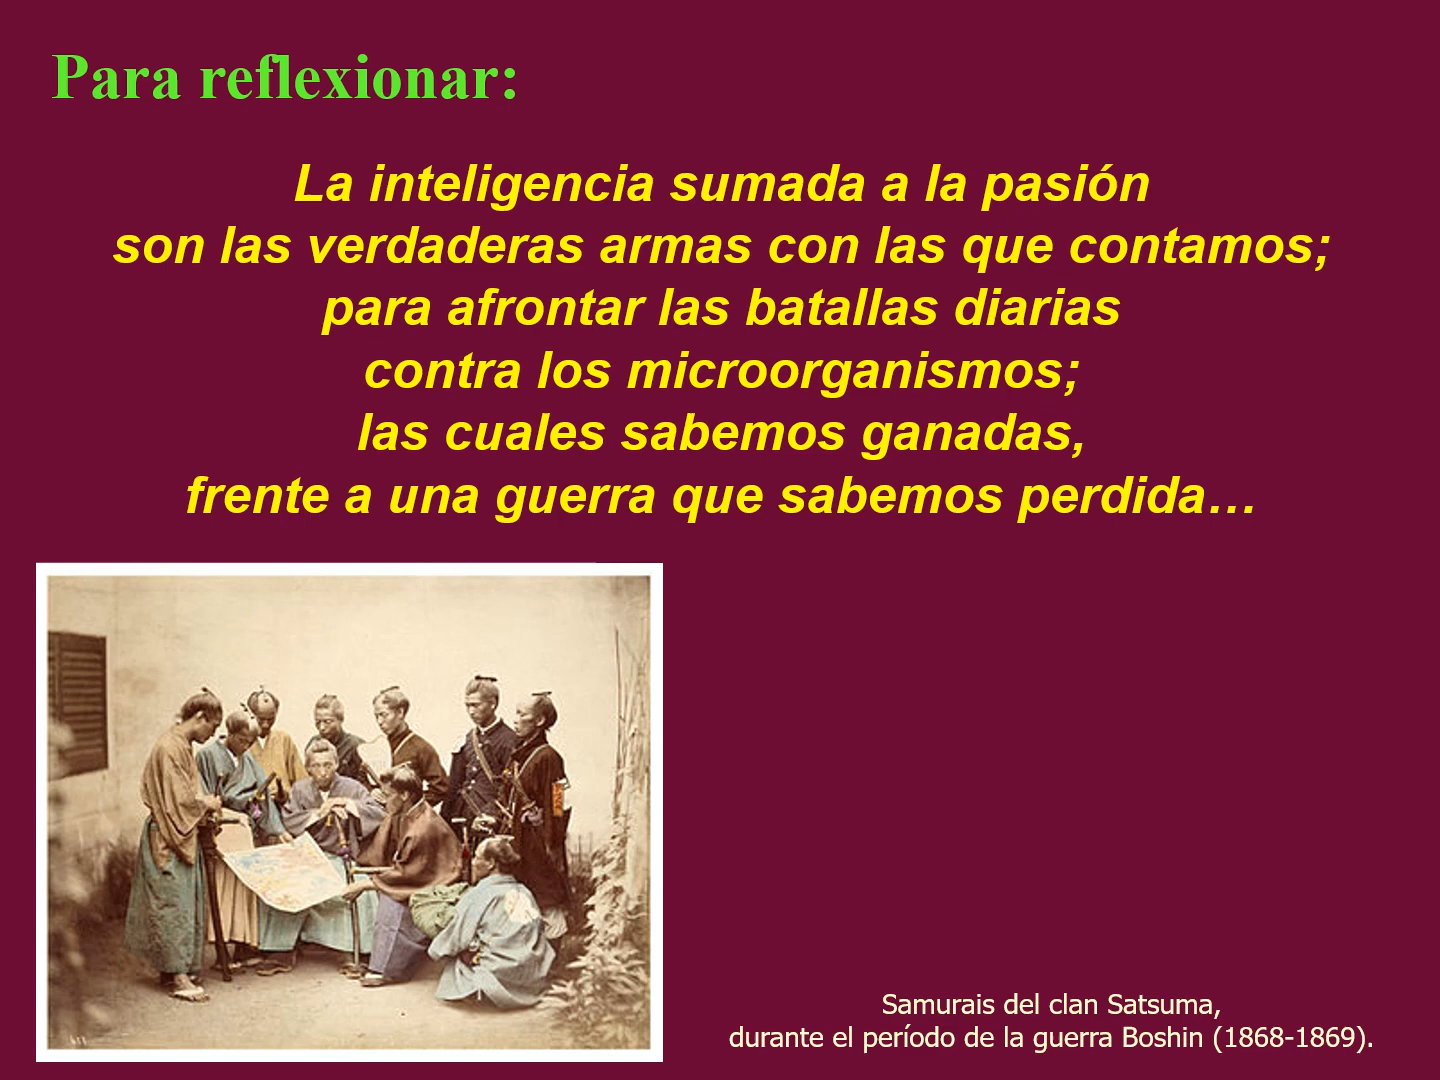 Para reflexionar:
La inteligencia sumada a la pasión
son las verdaderas armas con las que contamos;
para afrontar las batallas diarias
contra los microorganismos;
las cuales sabemos ganadas,
frente a una guerra que sabemos perdida…
Samurais del clan Satsuma,
durante el período de la guerra Boshin (1868-1869).